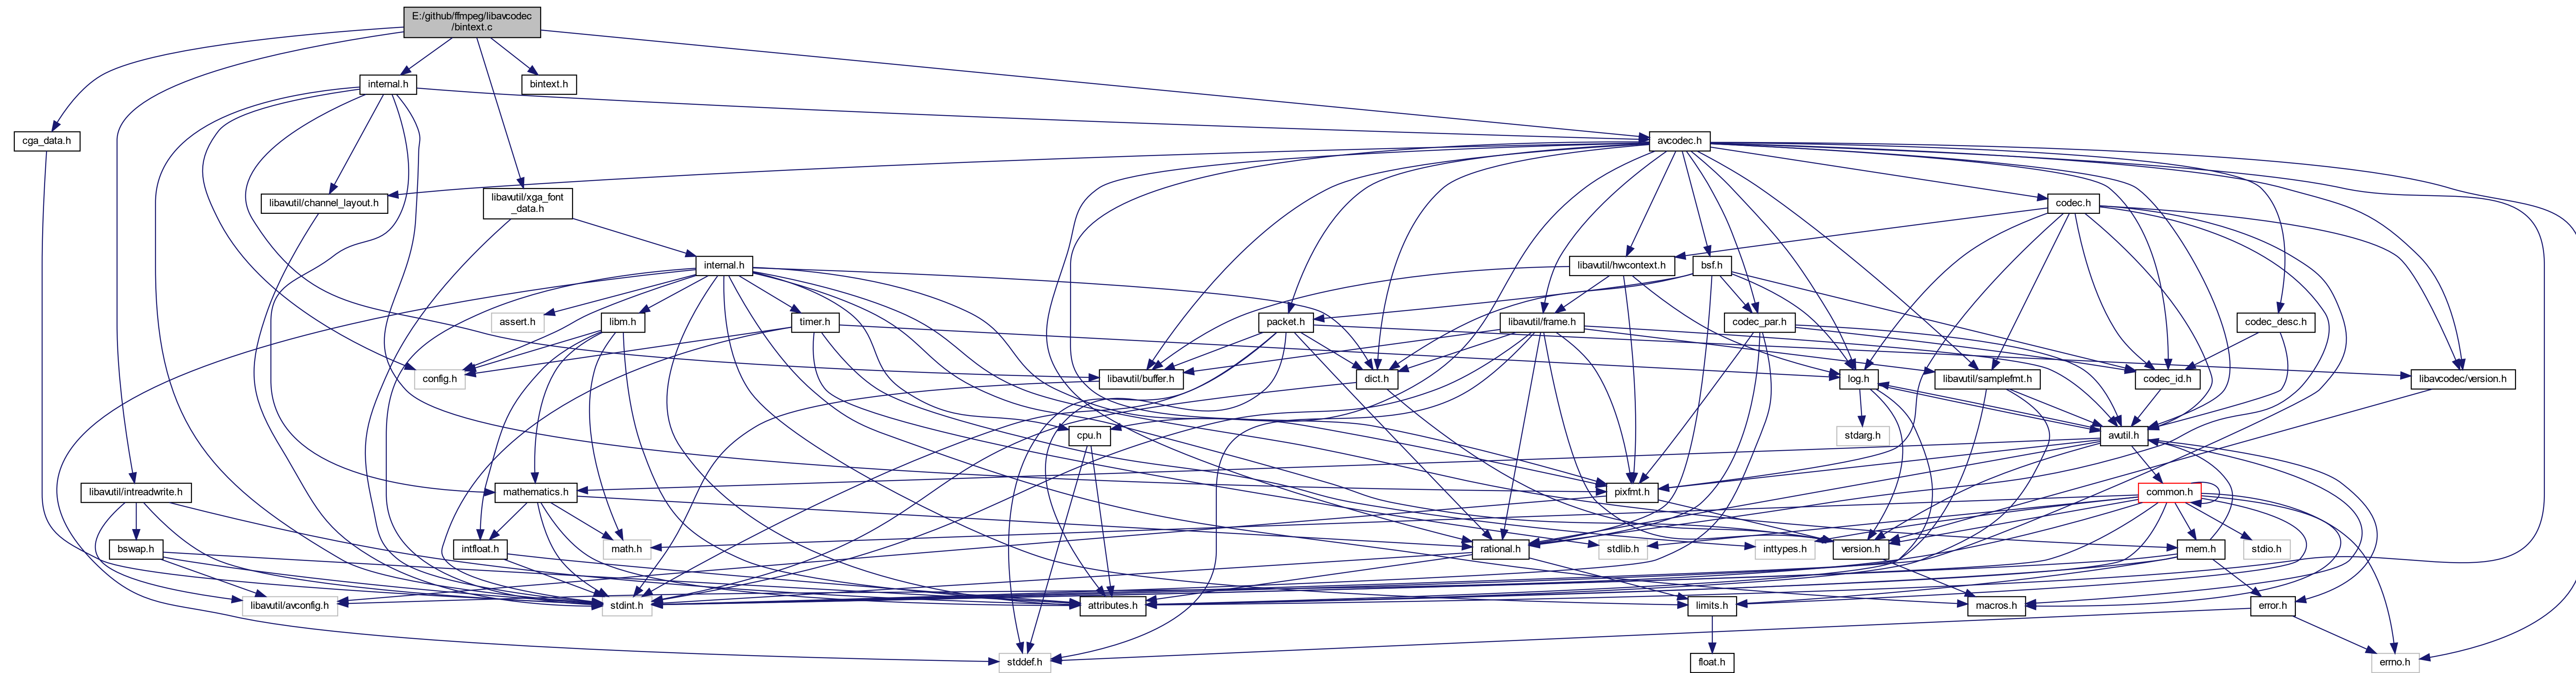 E:/github/ffmpeg/libavcodec
/bintext.c
internal.h
bintext.h
cga_data.h
avcodec.h
libavutil/channel_layout.h
libavutil/xga_font
_data.h
codec.h
internal.h
libavutil/hwcontext.h
bsf.h
assert.h
libm.h
timer.h
packet.h
libavutil/frame.h
codec_par.h
codec_desc.h
config.h
libavutil/buffer.h
dict.h
log.h
libavutil/samplefmt.h
codec_id.h
libavcodec/version.h
cpu.h
stdarg.h
avutil.h
libavutil/intreadwrite.h
mathematics.h
pixfmt.h
common.h
bswap.h
intfloat.h
math.h
rational.h
stdlib.h
inttypes.h
version.h
mem.h
stdio.h
libavutil/avconfig.h
stdint.h
attributes.h
limits.h
macros.h
error.h
stddef.h
float.h
errno.h